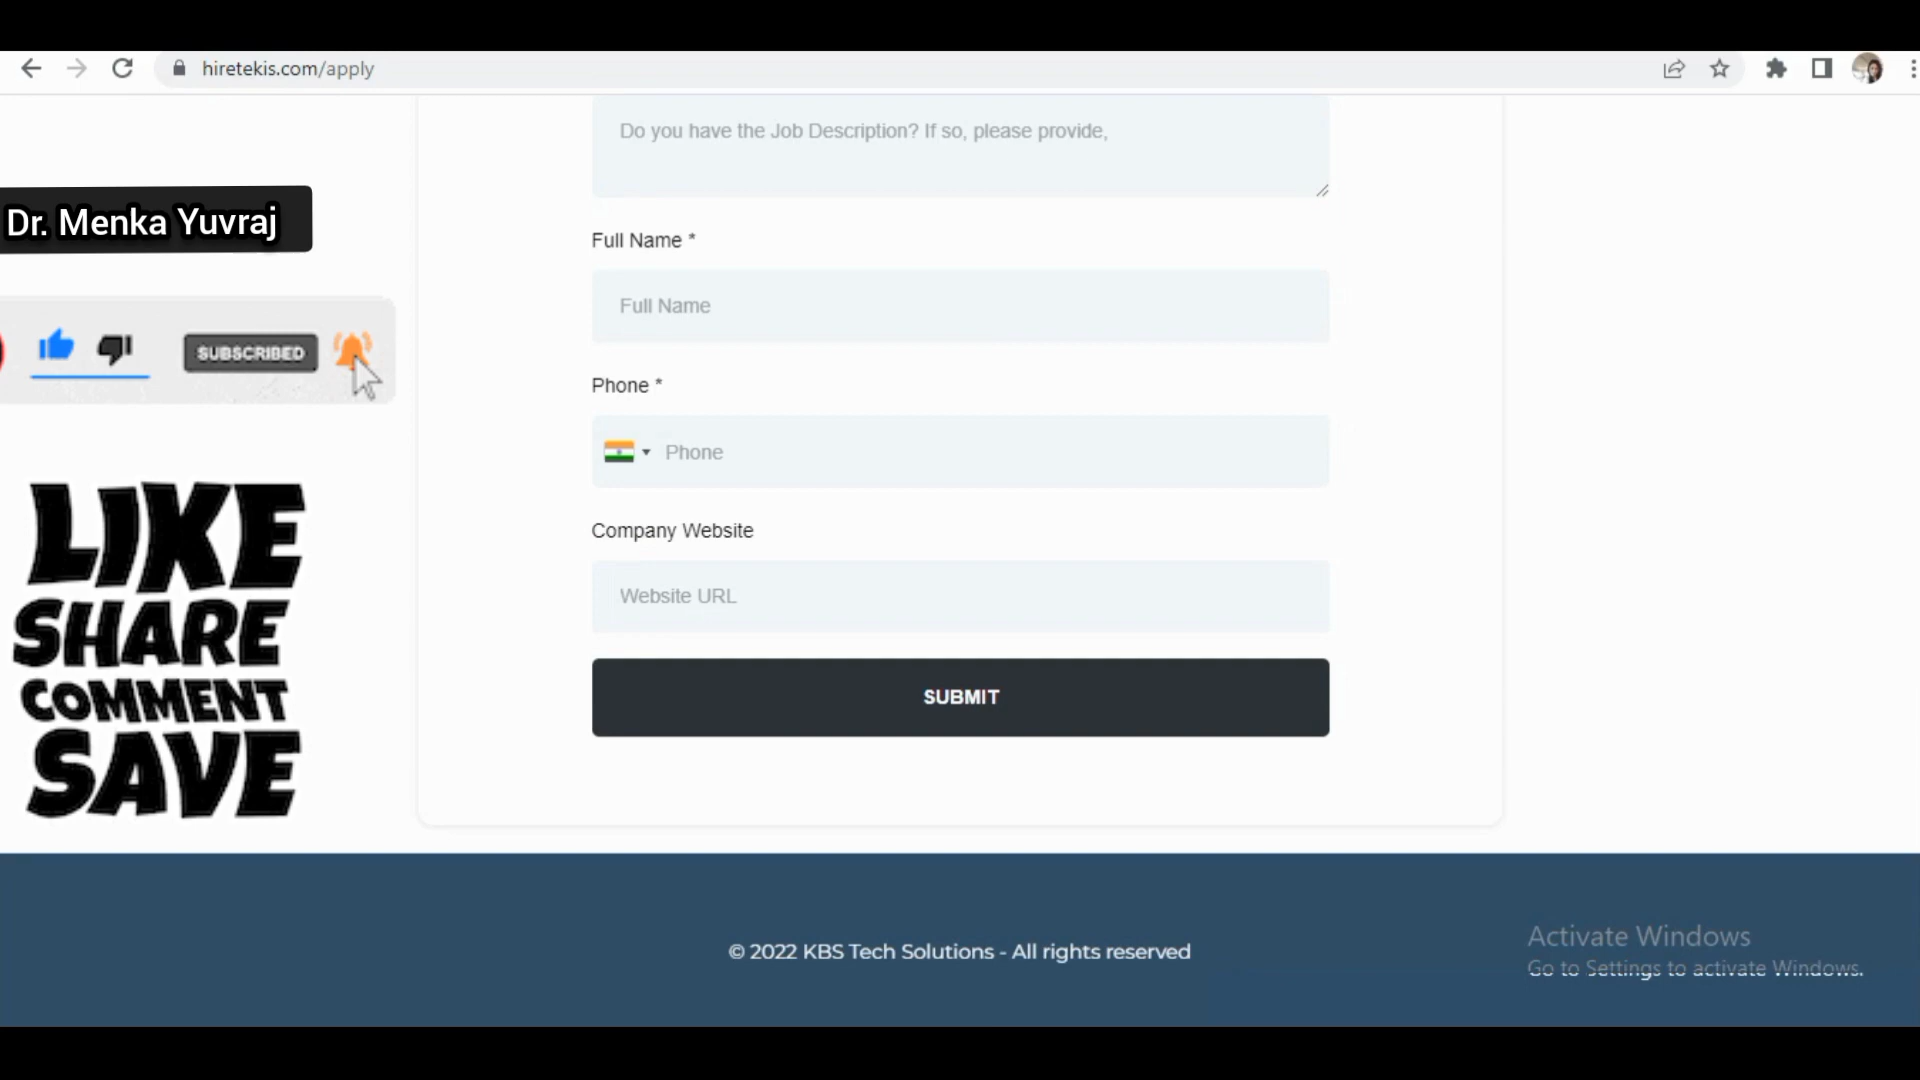 hiretekis.com/apply
Do you have the Job Description? If so, please provide,
Dr. Menka Yuvraj
Full Name *
Full Name
SUBSCRIBED
Phone *
Phone
LIKE
SHARE
COMMENT
SAVE
Company Website
Website URL
SUBMIT
© 2022 KBS Tech Solutions - All rights reserved
Activate Windows
Go to Settings to activate Windows.